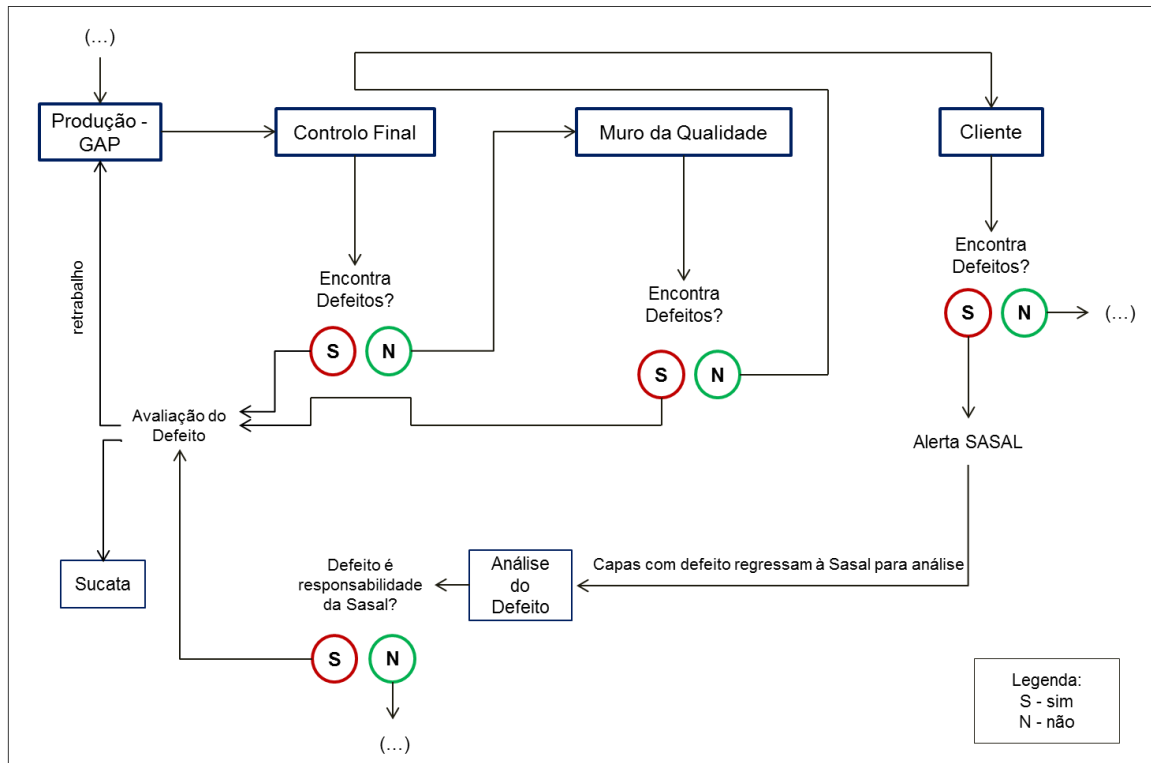 (...)
Produção -
GAP
Controlo Final
Muro da Qualidade
Cliente
Encontra
Defeitos?
S
N
Encontra
Defeitos?
S
N
Encontra
Defeitos?
S
N
(...)
retrabalho
Avaliação do
Defeito
Alerta SASAL
Sucata
Defeito é
responsabilidade
da Sasal?
Análise
do
Defeito
Capas com defeito regressam à Sasal para análise
S
N
(...)
Legenda:
S - sim
N - não